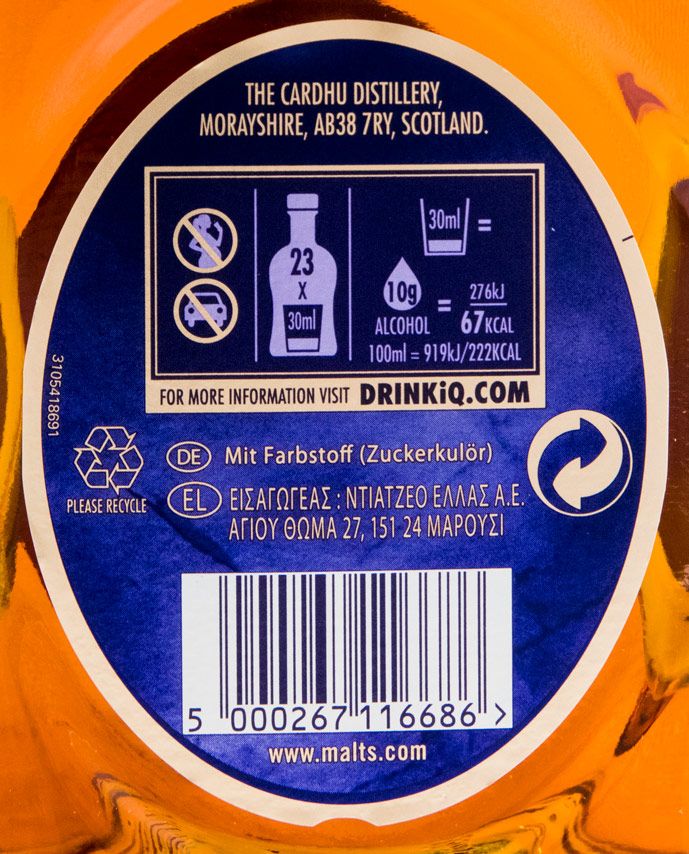 THE CARDHU DISTILLERY,
MORAYSHIRE, AB38 7RY, SCOTLAND.
23
X
30ml
30ml =
10g
ALCOHOL
=
276kJ
67KCAL
100ml = 919kJ/222KCAL
FOR MORE INFORMATION VISIT DRINKiQ.COM
3105418691
PLEASE RECYCLE
DE Mit Farbstoff (Zuckerkulör)
EL ΕΙΣΑΓΩΓΕΑΣ : ΝΤΙΑΤΖΕΟ ΕΛΛΑΣ Α.Ε.
ΑΓΙΟΥ ΘΩΜΑ 27, 151 24 ΜΑΡΟΥΣΙ
5 000267 116686 >
www.malts.com